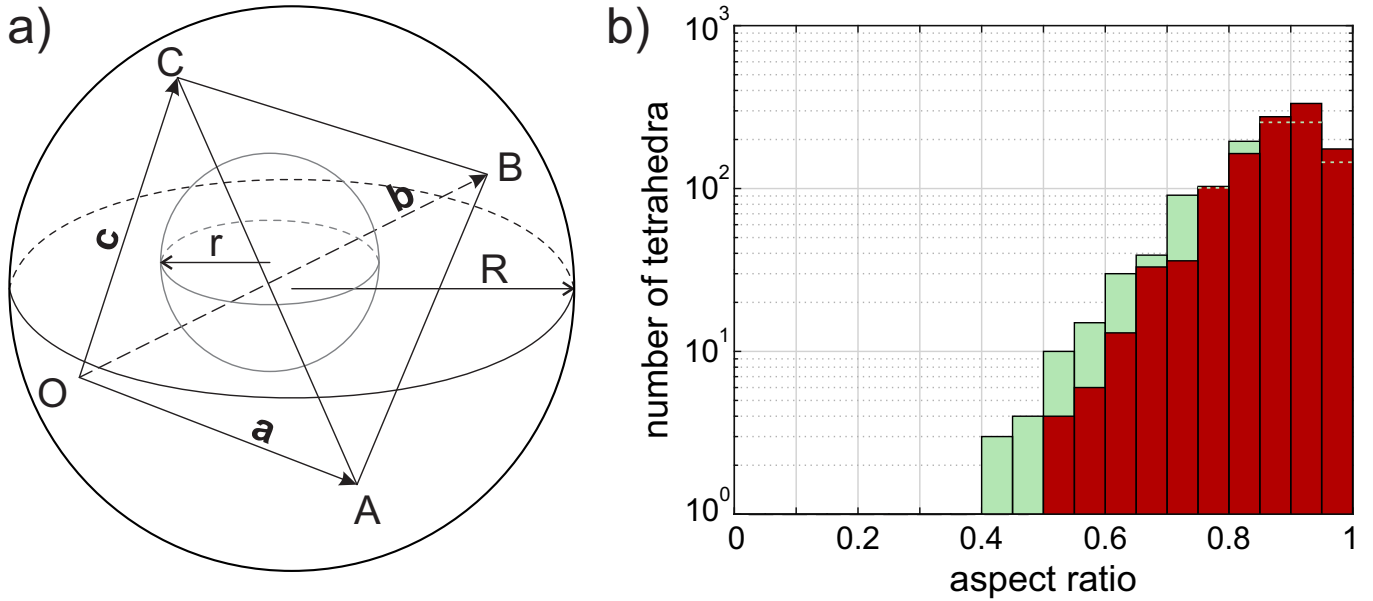 a)
C
B
b
c
r
R
O
a
A
b)
number of tetrahedra
10^3
10^2
10^1
10^0
0 0.2 0.4 0.6 0.8 1
aspect ratio